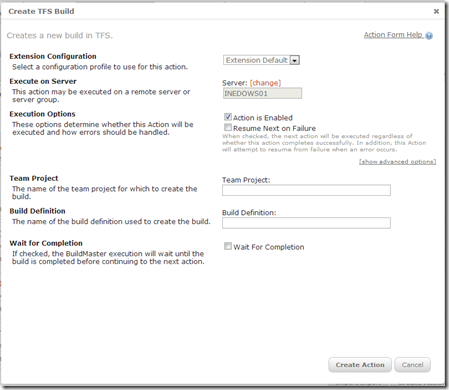 Create TFS Build
Creates a new build in TFS.
Action Form Help
Extension Configuration
Select a configuration profile to use for this action.
Extension Default
Execute on Server
This action may be executed on a remote server or
server group.
Server: [change]
INEDOWS01
Execution Options
These options determine whether this Action will be
executed and how errors should be handled.
Action is Enabled
Resume Next on Failure
When checked, the next action will be executed regardless of
whether this action completes successfully. In addition, this Action
will attempt to resume from failure when an error occurs.
[show advanced options]
Team Project
The name of the team project for which to create the
build.
Team Project:
Build Definition
The name of the build definition used to create the build.
Build Definition:
Wait for Completion
If checked, the BuildMaster execution will wait until the
build is completed before continuing to the next action.
Wait For Completion
Create Action
Cancel